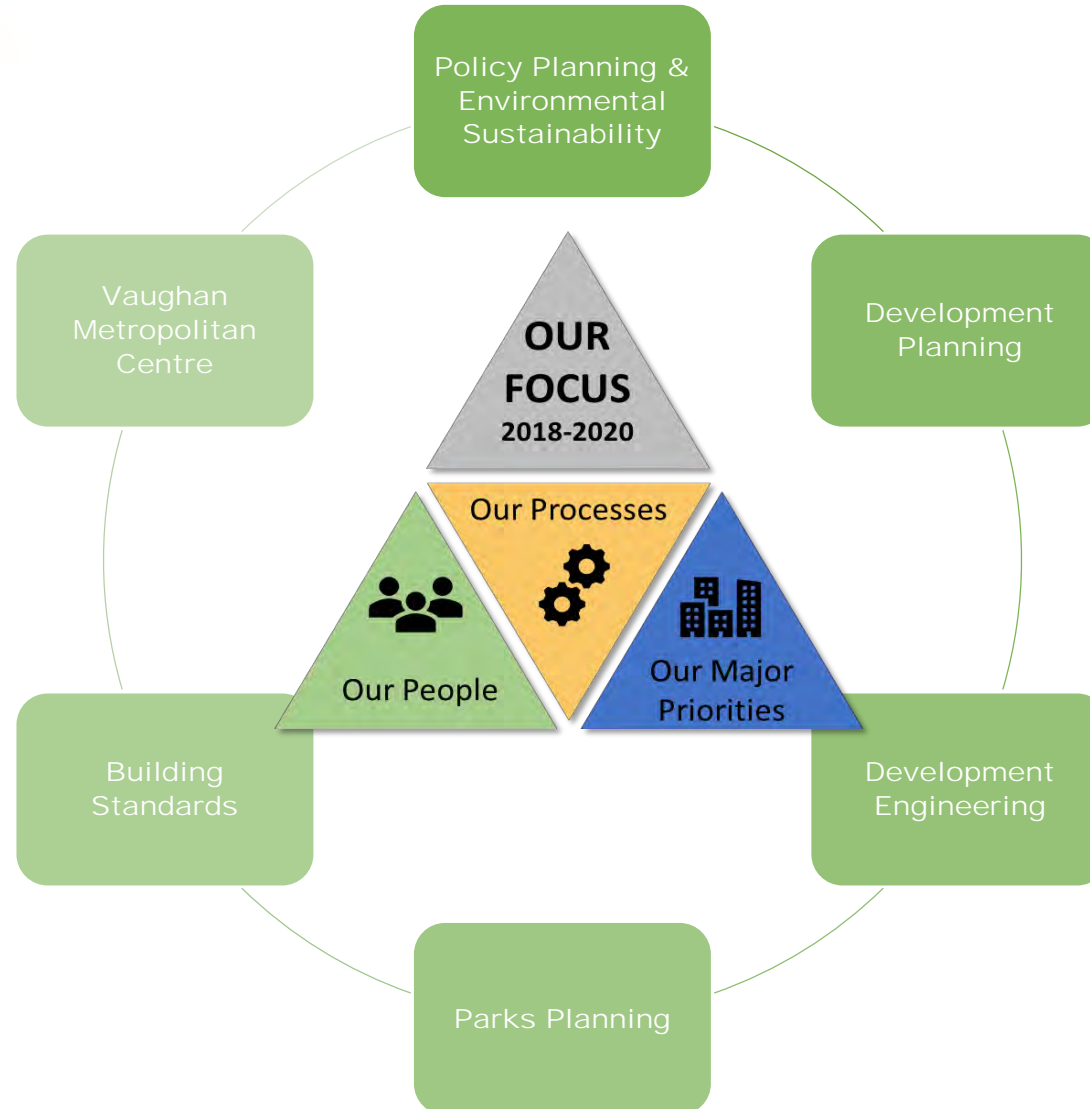 Policy Planning &
Environmental
Sustainability
Vaughan
Metropolitan
Centre
Development
Planning
OUR
FOCUS
2018-2020
Our Processes
Our People
Our Major
Priorities
Building
Standards
Development
Engineering
Parks Planning